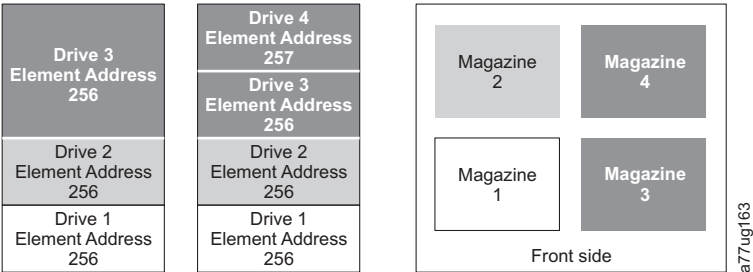 Drive 3
Element Address
256
Drive 2
Element Address
256
Drive 1
Element Address
256
Drive 4
Element Address
257
Drive 3
Element Address
256
Drive 2
Element Address
256
Drive 1
Element Address
256
Magazine
2
Magazine
4
Magazine
1
Magazine
3
Front side
a77ug163